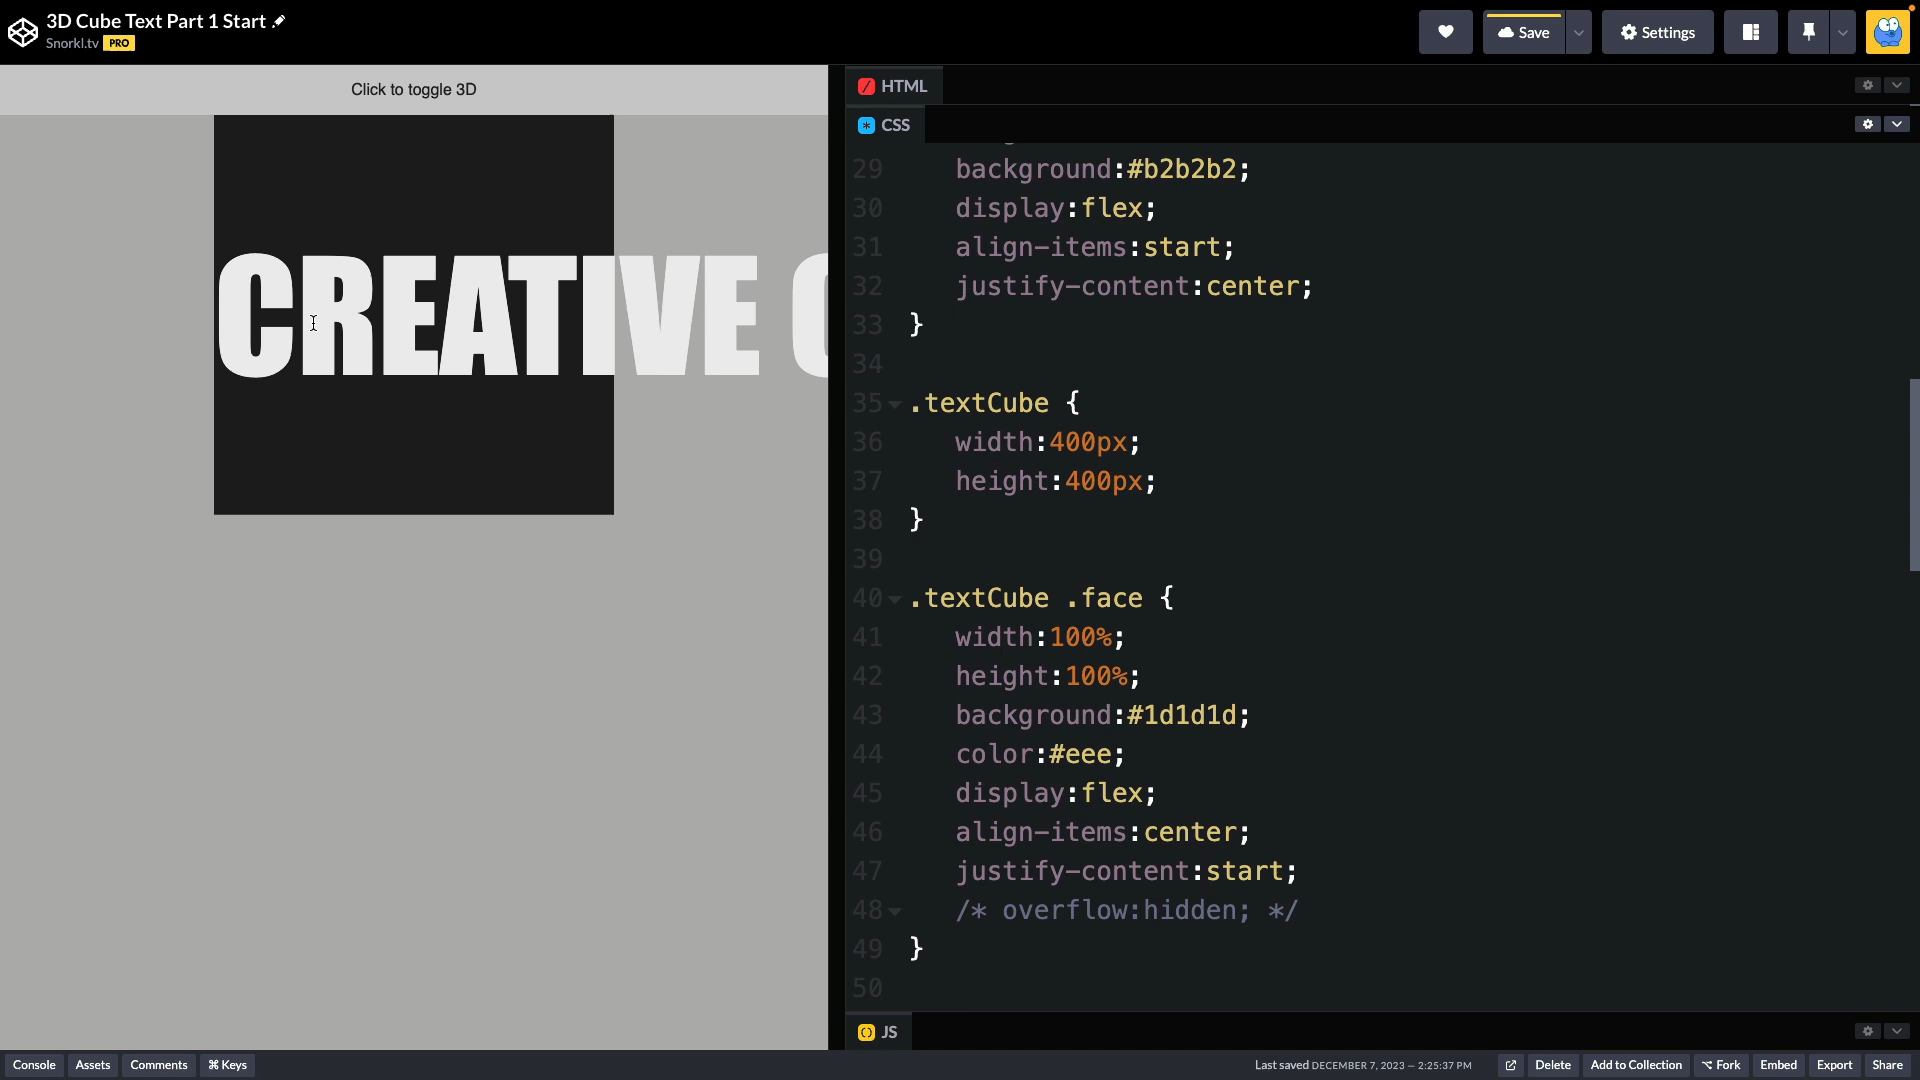 3D Cube Text Part 1 Start
Snorkl.tv PRO
Save
Settings
Click to toggle 3D
CREATIVE C
HTML
CSS
29 background:#b2b2b2;
30 display:flex;
31 align-items:start;
32 justify-content:center;
33 }
34
35 .textCube {
36 width:400px;
37 height:400px;
38 }
39
40 .textCube .face {
41 width:100%;
42 height:100%;
43 background:#1d1d1d;
44 color:#eee;
45 display:flex;
46 align-items:center;
47 justify-content:start;
48 /* overflow:hidden; */
49 }
50
JS
Console Assets Comments ⌘ Keys
Last saved DECEMBER 7, 2023 — 2:25:37 PM Delete Add to Collection ⌥ Fork Embed Export Share